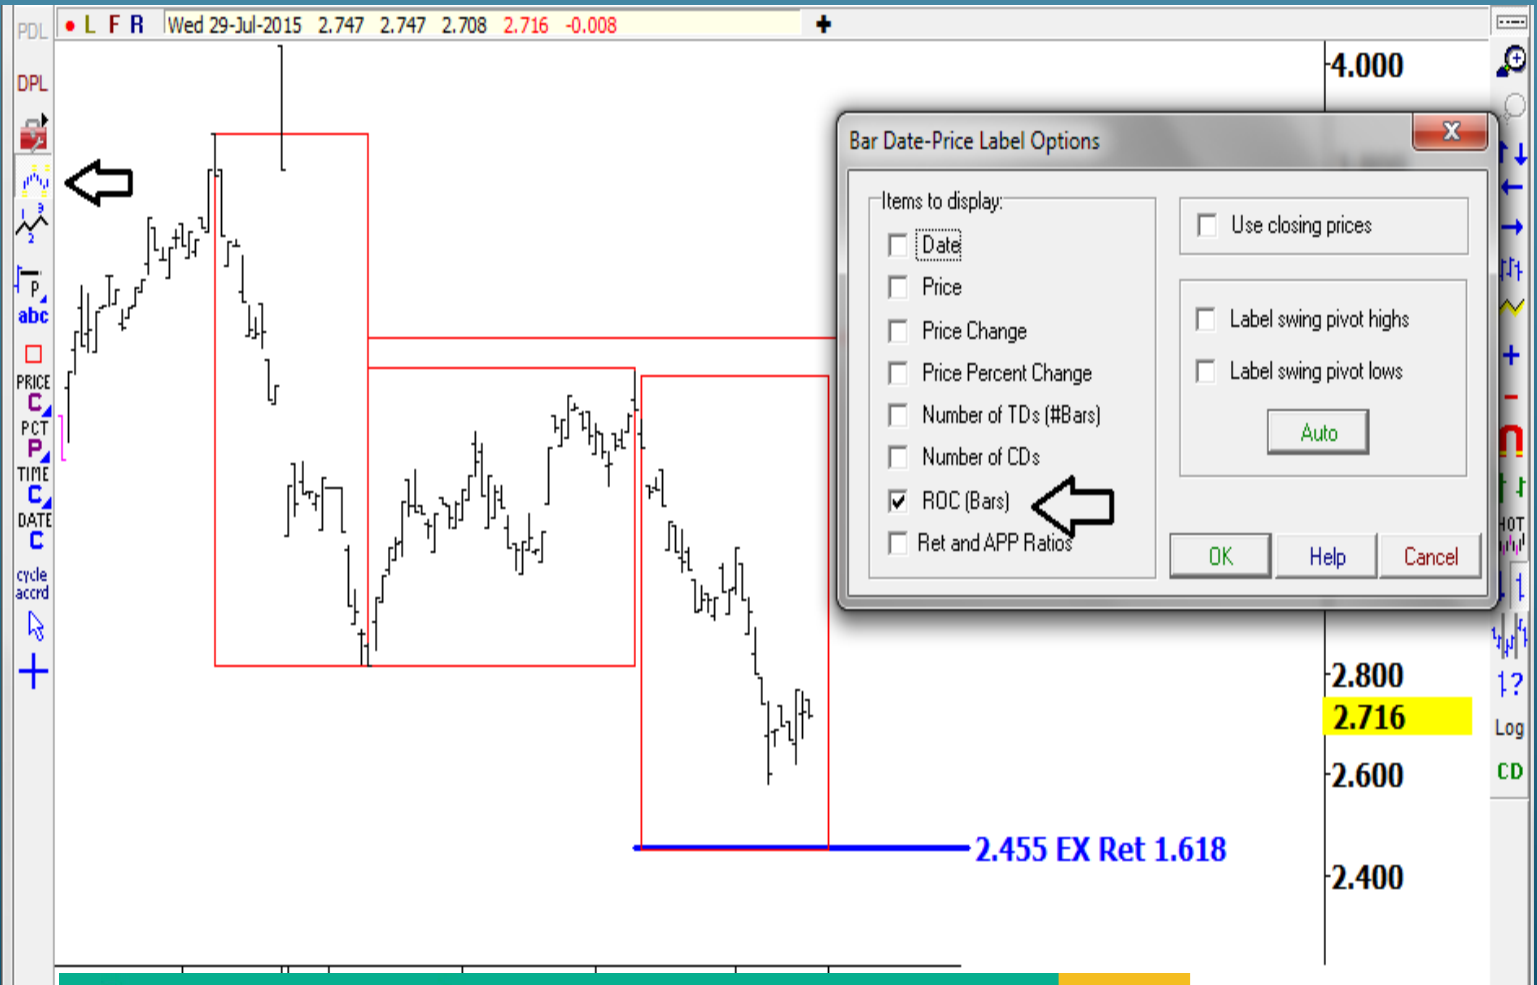 PDL
L F R Wed 29-Jul-2015 2.747 2.747 2.708 2.716 -0.008
DPL
1 3
2
P
abc
PRICE
C
PCT
P
TIME
C
DATE
C
cycle
accrd
4.000
2.800
2.716
2.600
2.400
2.455 EX Ret 1.618
Bar Date-Price Label Options
X
Items to display:
Date
Price
Price Change
Price Percent Change
Number of TDs (#Bars)
Number of CDs
ROC (Bars)
Ret and APP Ratios
Use closing prices
Label swing pivot highs
Label swing pivot lows
Auto
OK Help Cancel
?
Log
CD